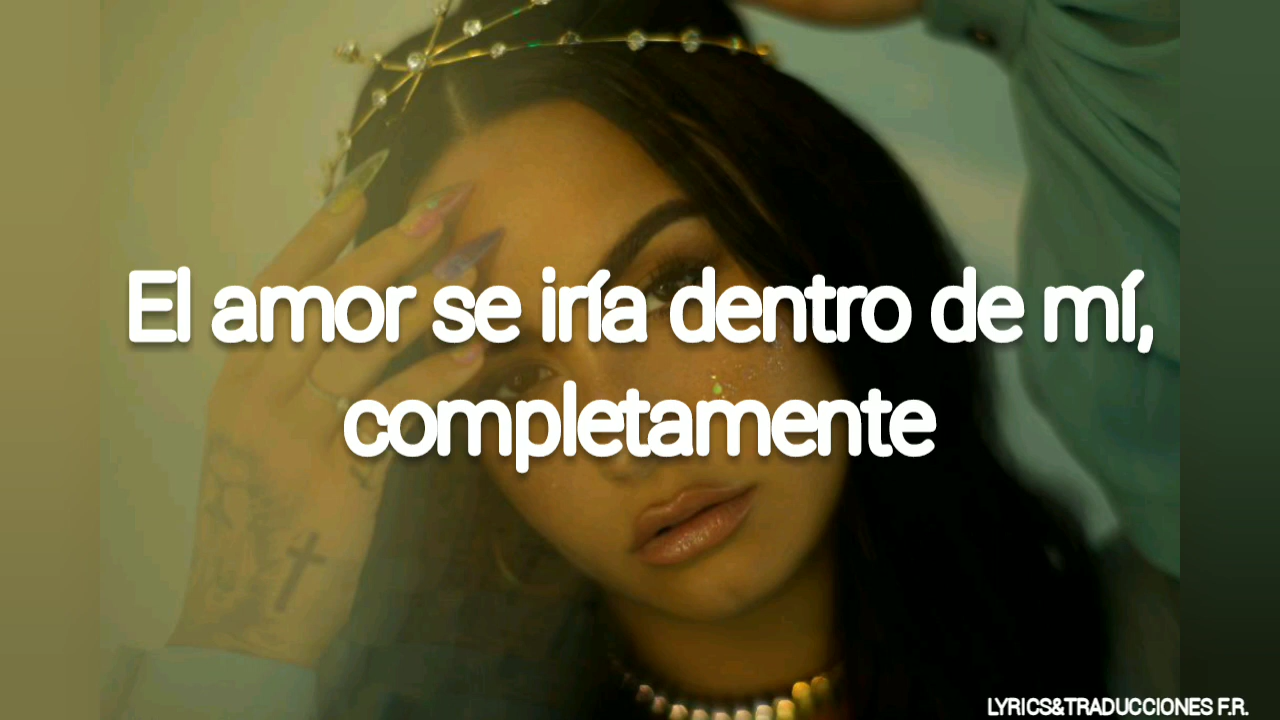 El amor se iría dentro de mí,
completamente
LYRICS&TRADUCCIONES F.R.